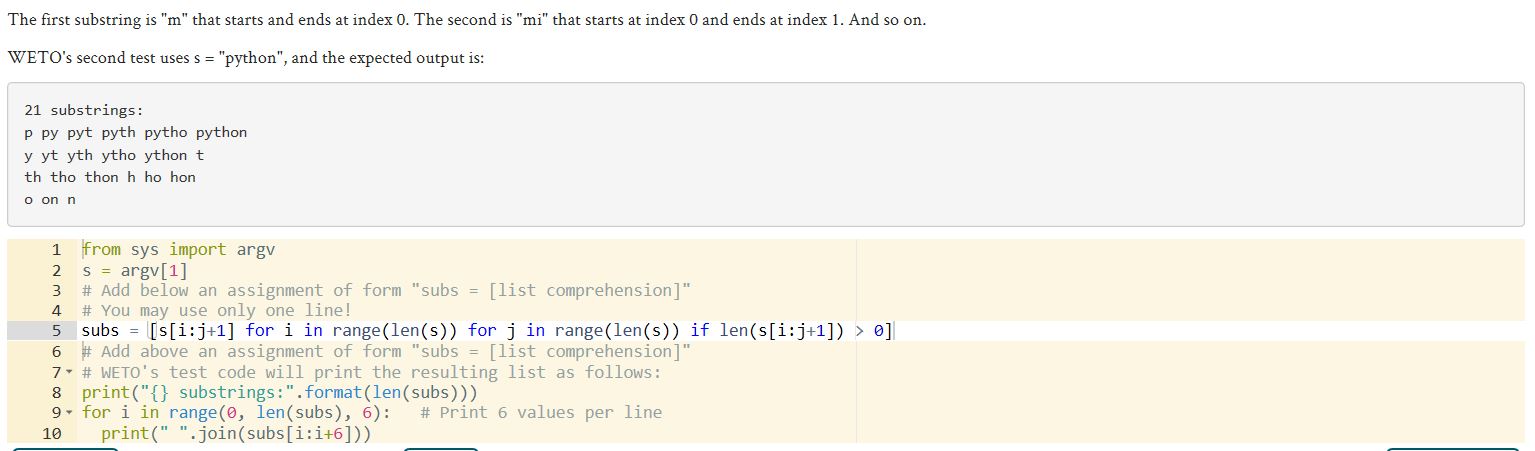 The first substring is "m" that starts and ends at index 0. The second is "mi" that starts at index 0 and ends at index 1. And so on.
WETO's second test uses s = "python", and the expected output is:
21 substrings:
p py pyt pyth pytho python
y yt yth ytho ython t
th tho thon h ho hon
o on n
1 from sys import argv
2 s = argv[1]
3 # Add below an assignment of form "subs = [list comprehension]"
4 # You may use only one line!
5 subs = [s[i:j+1] for i in range(len(s)) for j in range(len(s)) if len(s[i:j+1]) > 0]
6 # Add above an assignment of form "subs = [list comprehension]"
7 # WETO's test code will print the resulting list as follows:
8 print("{} substrings:".format(len(subs)))
9 for i in range(0, len(subs), 6):   # Print 6 values per line
10   print(" ".join(subs[i:i+6]))